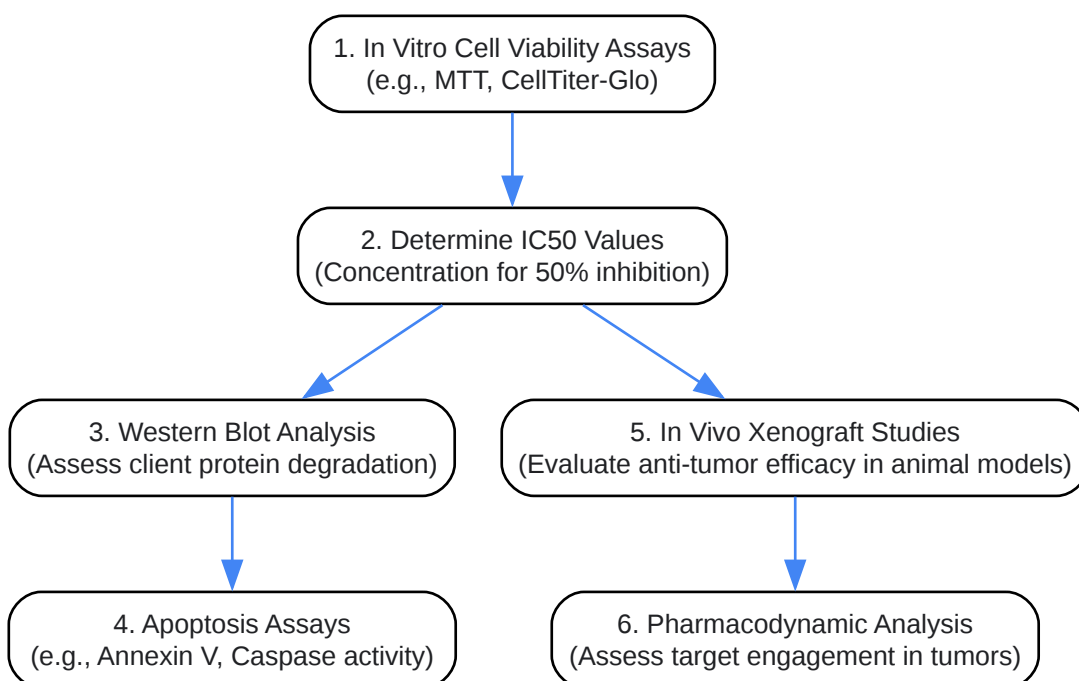 1. In Vitro Cell Viability Assays
(e.g., MTT, CellTiter-Glo)
2. Determine IC50 Values
(Concentration for 50% inhibition)
3. Western Blot Analysis
(Assess client protein degradation)
5. In Vivo Xenograft Studies
(Evaluate anti-tumor efficacy in animal models)
4. Apoptosis Assays
(e.g., Annexin V, Caspase activity)
6. Pharmacodynamic Analysis
(Assess target engagement in tumors)